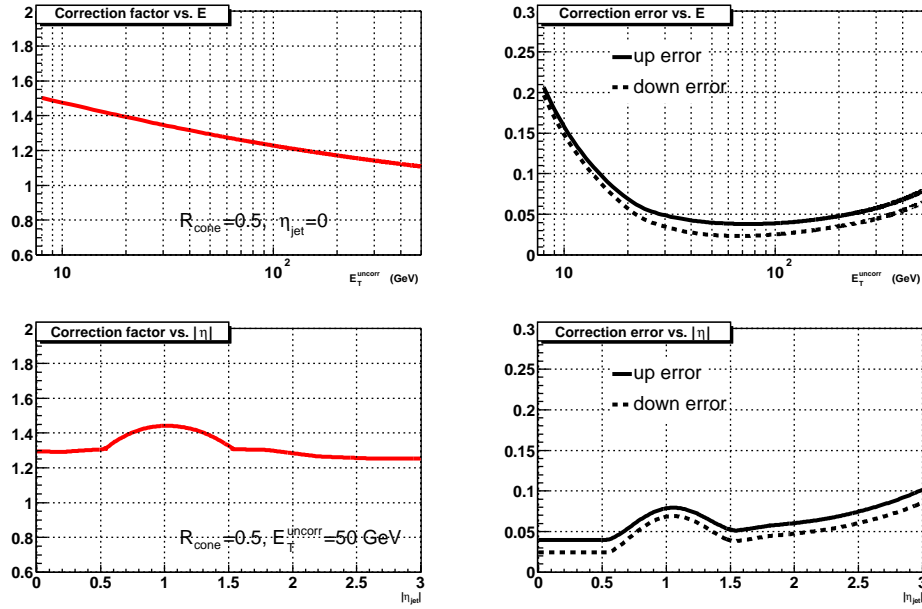 Correction factor vs. E
2
1.8
1.6
1.4
1.2
1
0.8
0.6
R_cone=0.5, η_jet=0
10
10^2
E_T^uncorr (GeV)
Correction error vs. E
0.3
0.25
0.2
0.15
0.1
0.05
0
up error
down error
10
10^2
E_T^uncorr (GeV)
Correction factor vs. |η|
2
1.8
1.6
1.4
1.2
1
0.8
0.6
R_cone=0.5, E_T^uncorr=50 GeV
0 0.5 1 1.5 2 2.5 3
|η_jet|
Correction error vs. |η|
0.3
0.25
0.2
0.15
0.1
0.05
0
up error
down error
0 0.5 1 1.5 2 2.5 3
|η_jet|